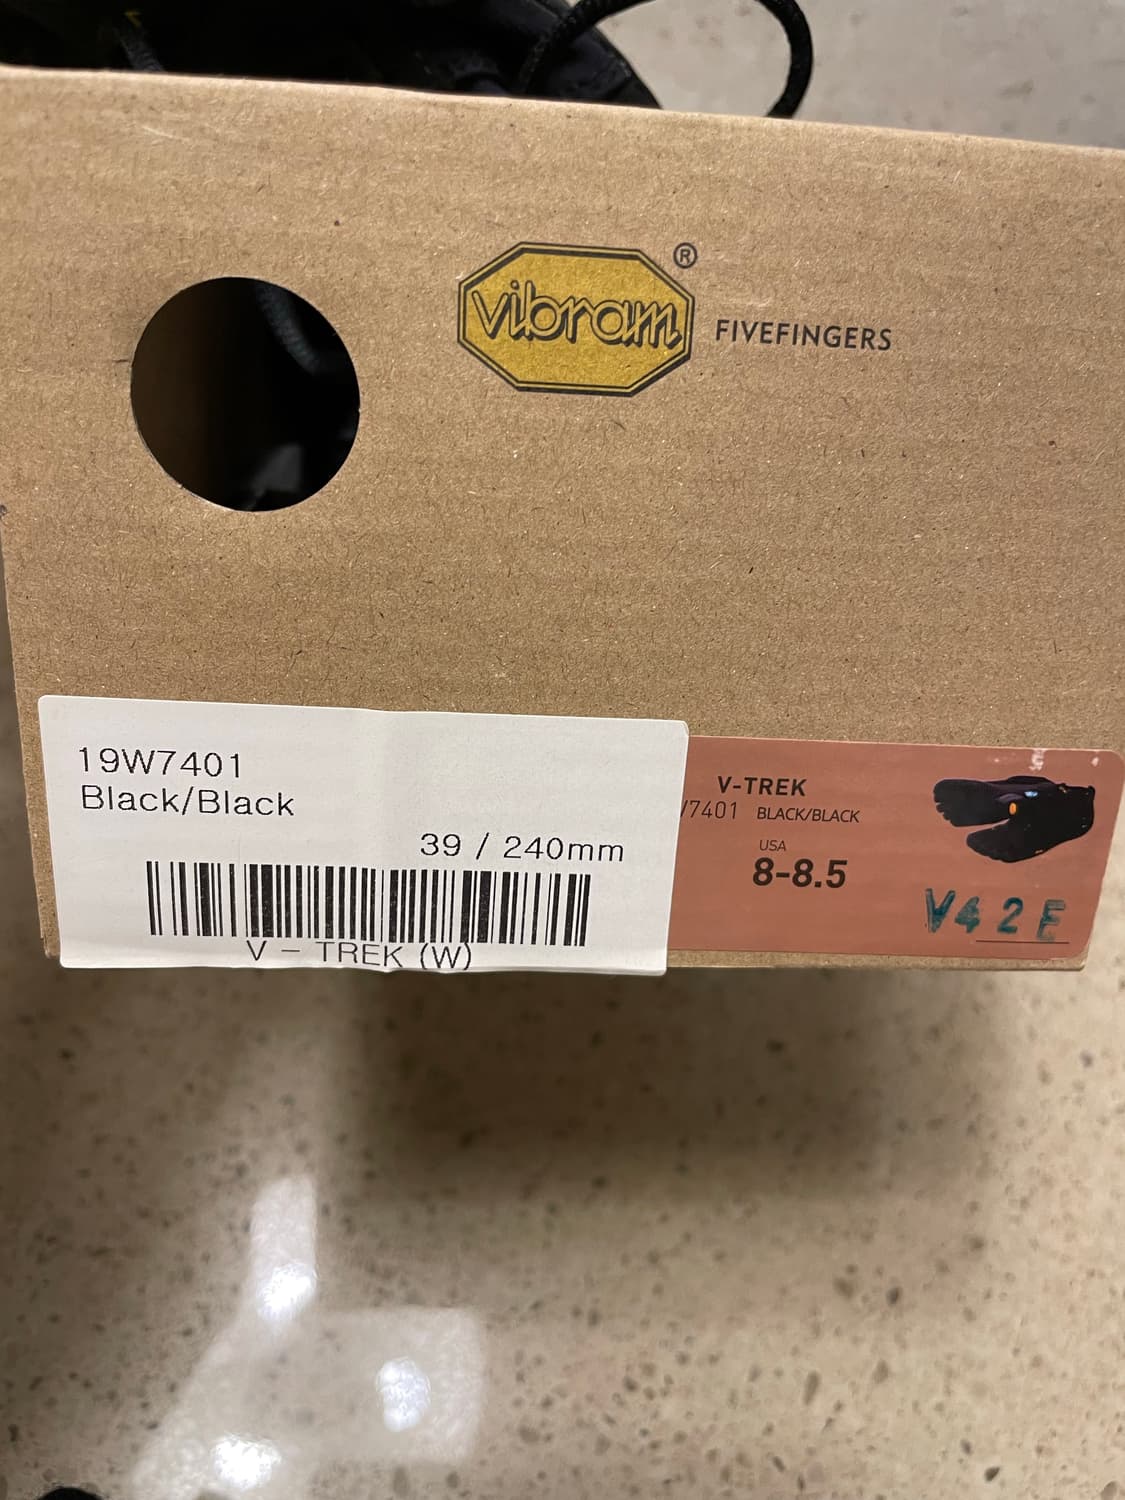 vibram®
FIVEFINGERS
19W7401
Black/Black
39 / 240mm
V - TREK (W)
V-TREK
7401 BLACK/BLACK
USA
8-8.5
V42E